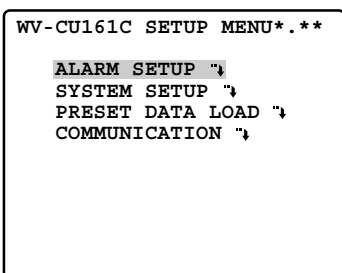 WV-CU161C SETUP MENU*.**
ALARM SETUP ⤵
SYSTEM SETUP ⤵
PRESET DATA LOAD ⤵
COMMUNICATION ⤵